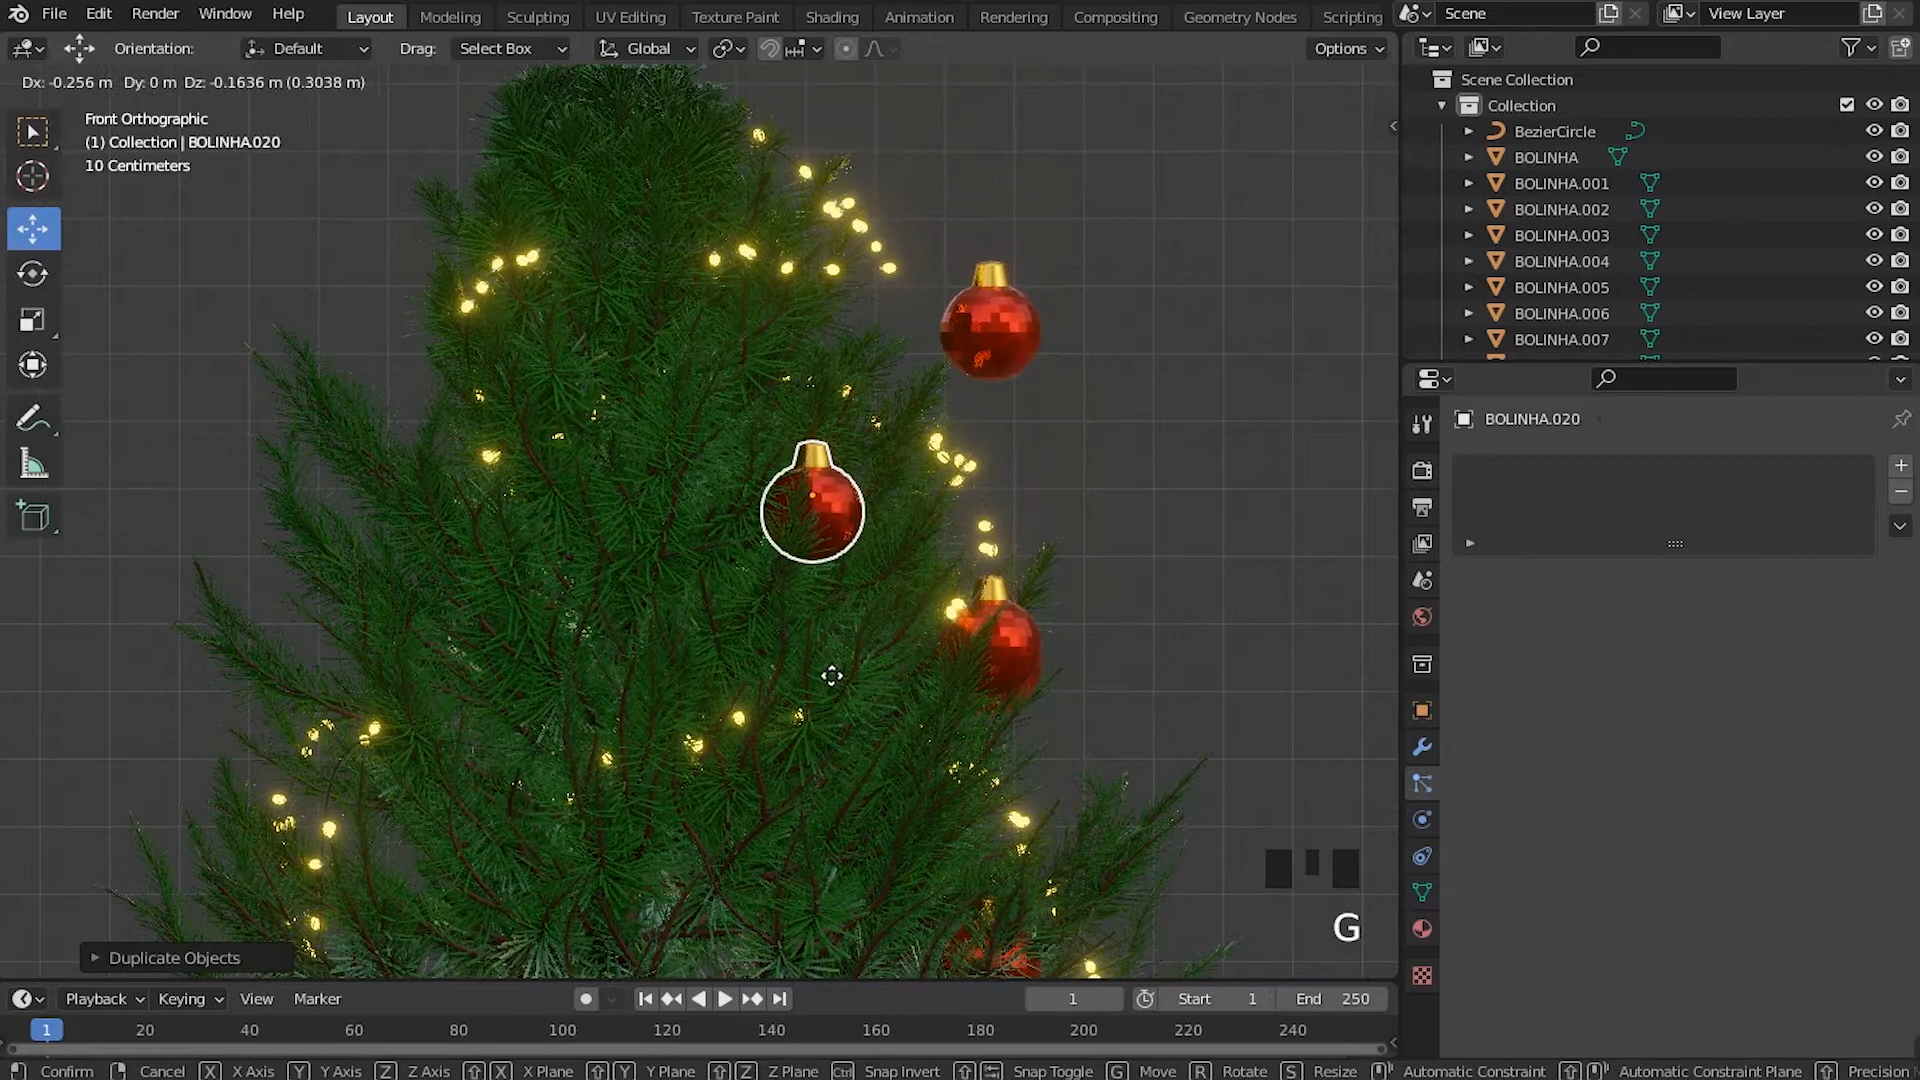 File Edit Render Window Help Layout Modeling Sculpting UV Editing Texture Paint Shading Animation Rendering Compositing Geometry Nodes Scripting Scene View Layer
Orientation: Default Drag: Select Box Global Options
Dx: -0.256 m Dy: 0 m Dz: -0.1636 m (0.3038 m)
Front Orthographic
(1) Collection | BOLINHA.020
10 Centimeters
Scene Collection
Collection
BezierCircle
BOLINHA
BOLINHA.001
BOLINHA.002
BOLINHA.003
BOLINHA.004
BOLINHA.005
BOLINHA.006
BOLINHA.007
BOLINHA.020
G
Duplicate Objects
Playback Keying View Marker 1 Start 1 End 250
1 20 40 60 80 100 120 140 160 180 200 220 240
Confirm Cancel X X Axis Y Y Axis Z Z Axis X X Plane Y Y Plane Z Z Plane Ctrl Snap Invert Snap Toggle G Move R Rotate S Resize Automatic Constraint Automatic Constraint Plane Precision